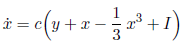 ẋ = c(y + x − 1/3 x³ + I)